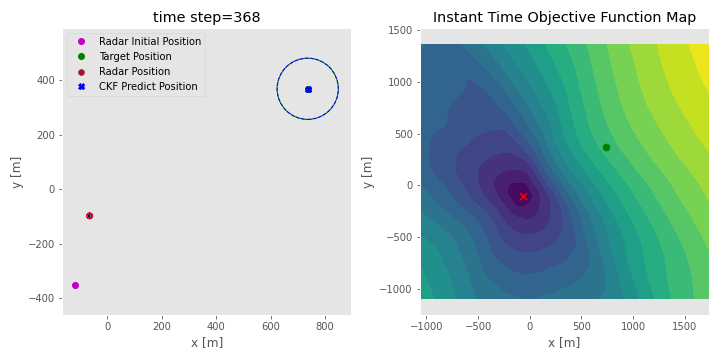 time step=368
Radar Initial Position
Target Position
Radar Position
CKF Predict Position
400
200
0
−200
−400
y [m]
0
200
400
600
800
x [m]
Instant Time Objective Function Map
1500
1000
500
0
−500
−1000
y [m]
−1000
−500
0
500
1000
1500
x [m]